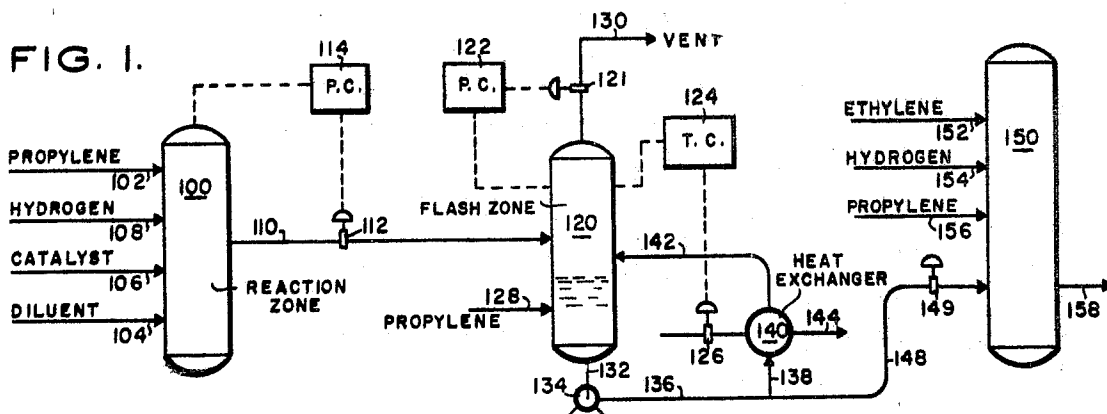 FIG. 1.
114
P.C.
122
P.C.
130
VENT
121
124
T.C.
PROPYLENE
102
100
HYDROGEN
108
CATALYST
106
DILUENT
104
REACTION
ZONE
110
112
FLASH ZONE
120
128
PROPYLENE
142
HEAT
EXCHANGER
126
140
144
132
134
136
138
148
149
ETHYLENE
152
HYDROGEN
154
PROPYLENE
156
150
158